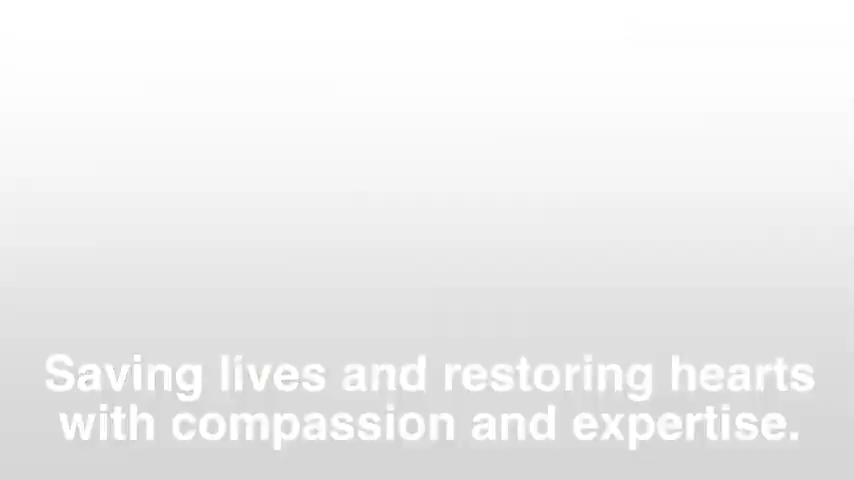 Saving lives and restoring hearts
with compassion and expertise.